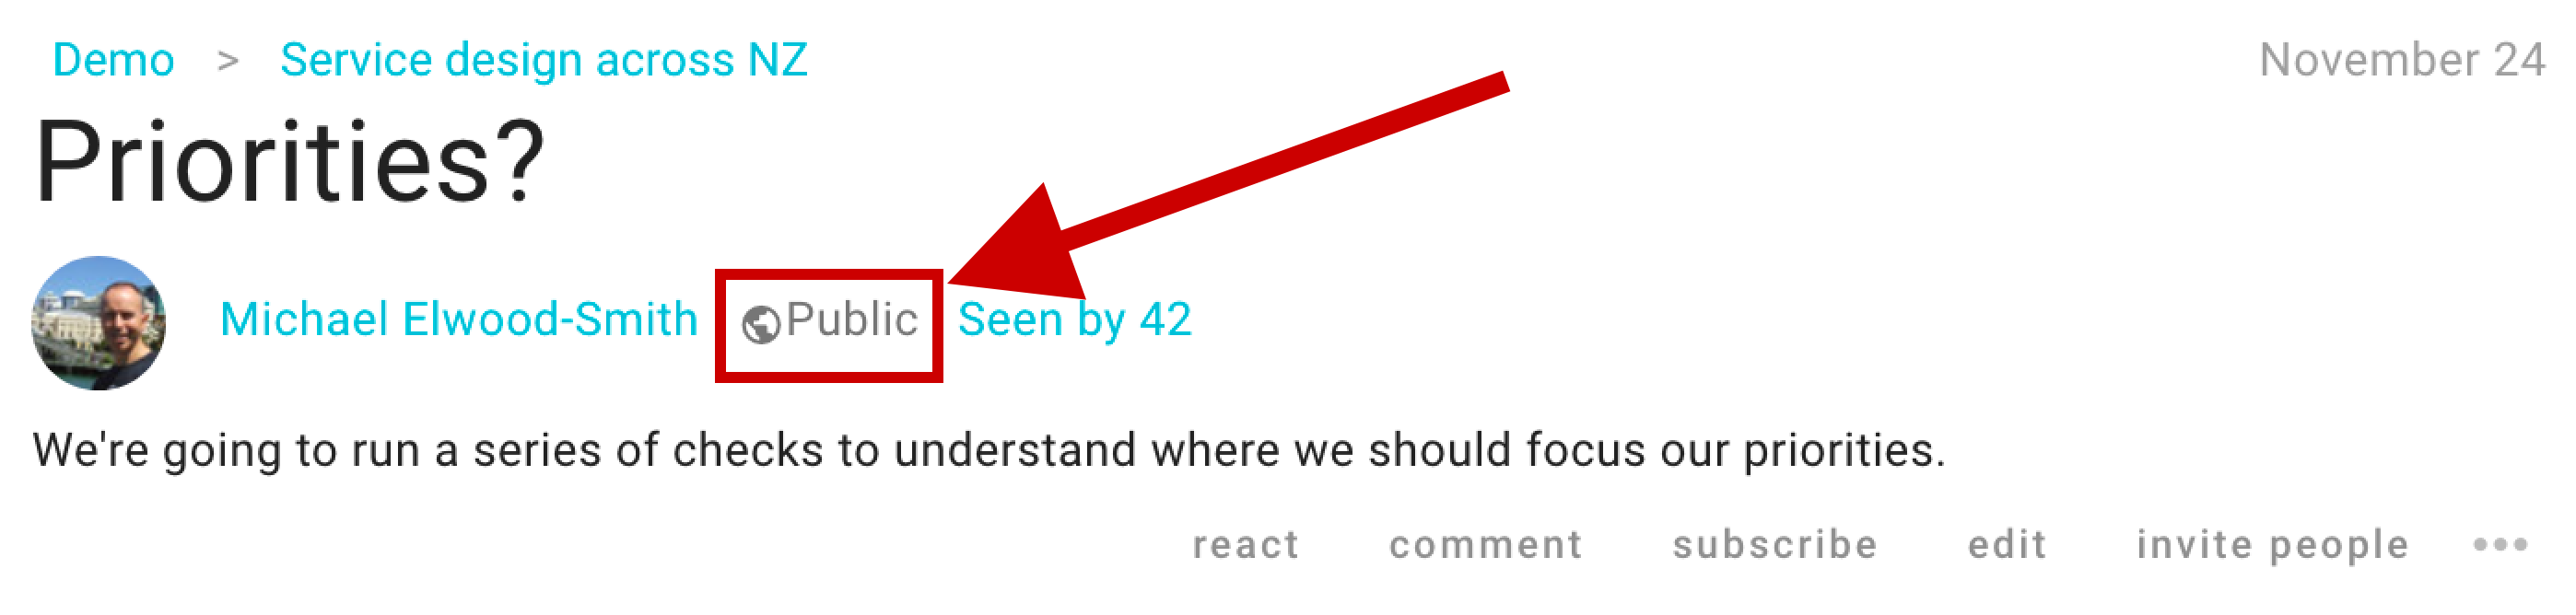 Demo > Service design across NZ November 24
Priorities?
Michael Elwood-Smith Public Seen by 42
We're going to run a series of checks to understand where we should focus our priorities.
react comment subscribe edit invite people •••